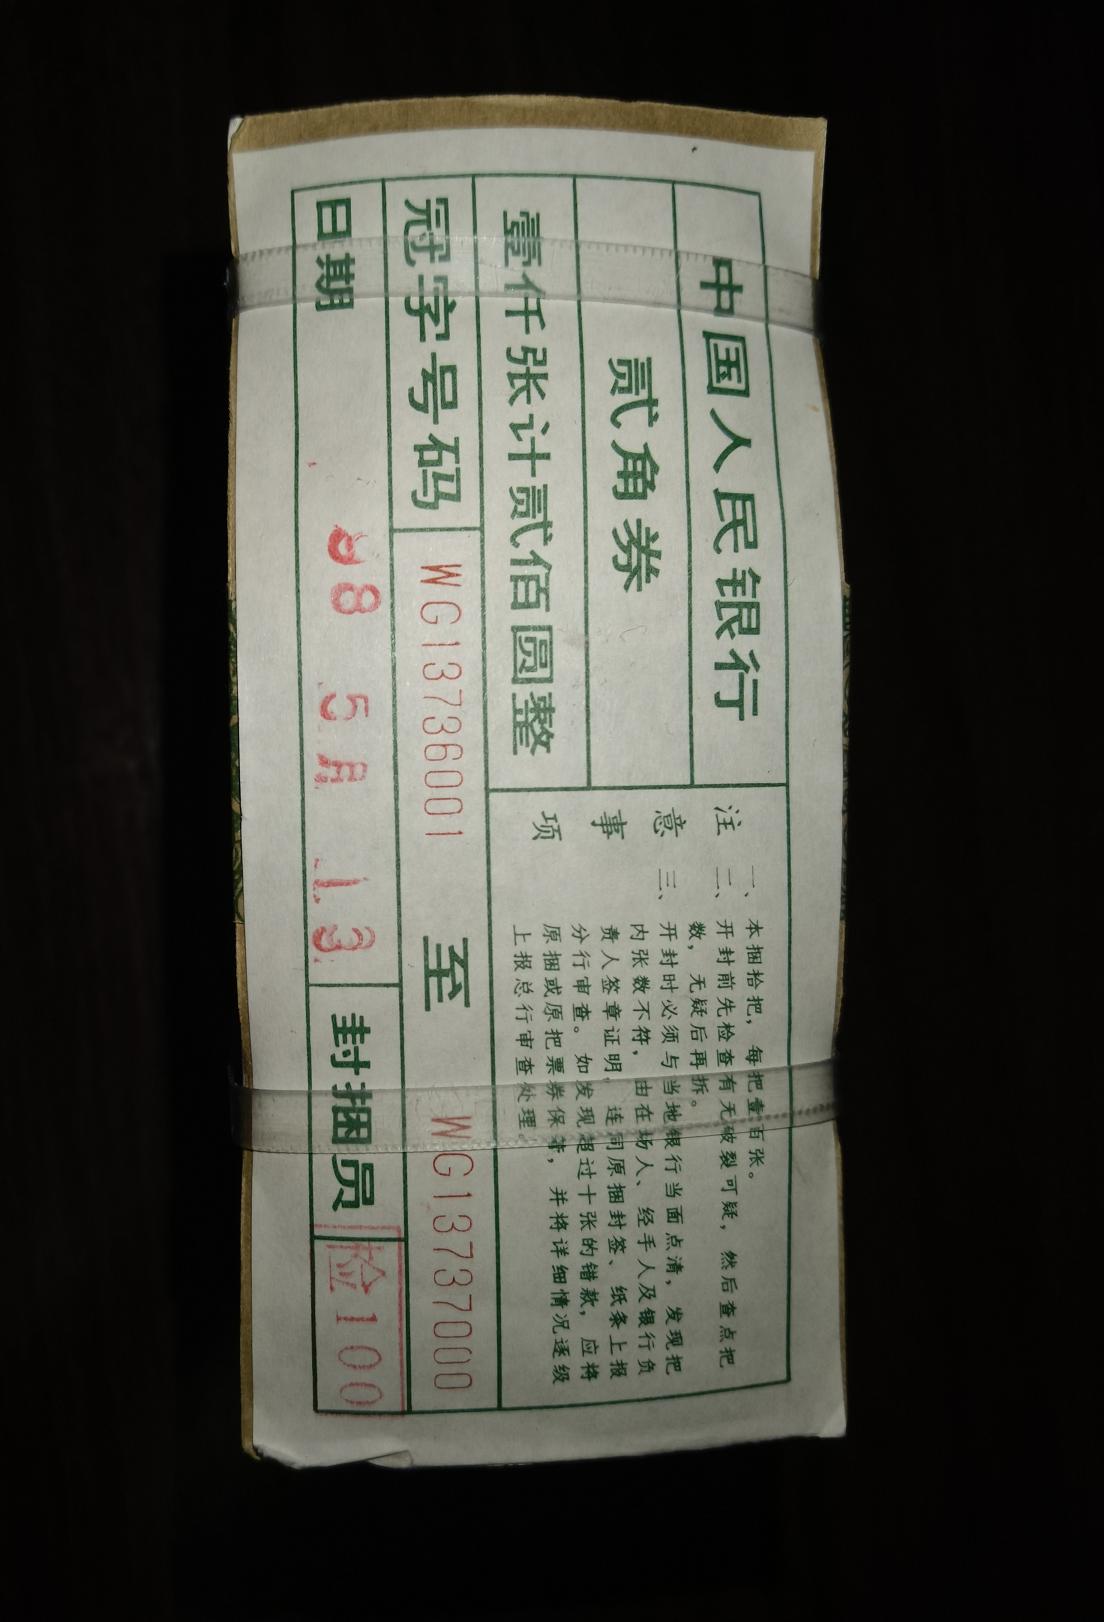 中国人民银行
贰角券
壹仟张计贰佰圆整
注意事项
一、本捆拾把，每把壹百张。
二、开封前先检查有无破裂可疑，然后查点把
数，无疑后再拆。
三、开封时必须与当地银行当面点清，发现把
内张数不符，由在场人、经手人及银行负
责人签章证明，连同原捆封签、纸条上报
分行审查。如发现超过十张的错款，应将
原捆或原把票券保存，并将详细情况逐级
上报总行审查处理。
冠字号码 WG13736001 至 WG13737000
日期 98 5月 13 封捆员 检100